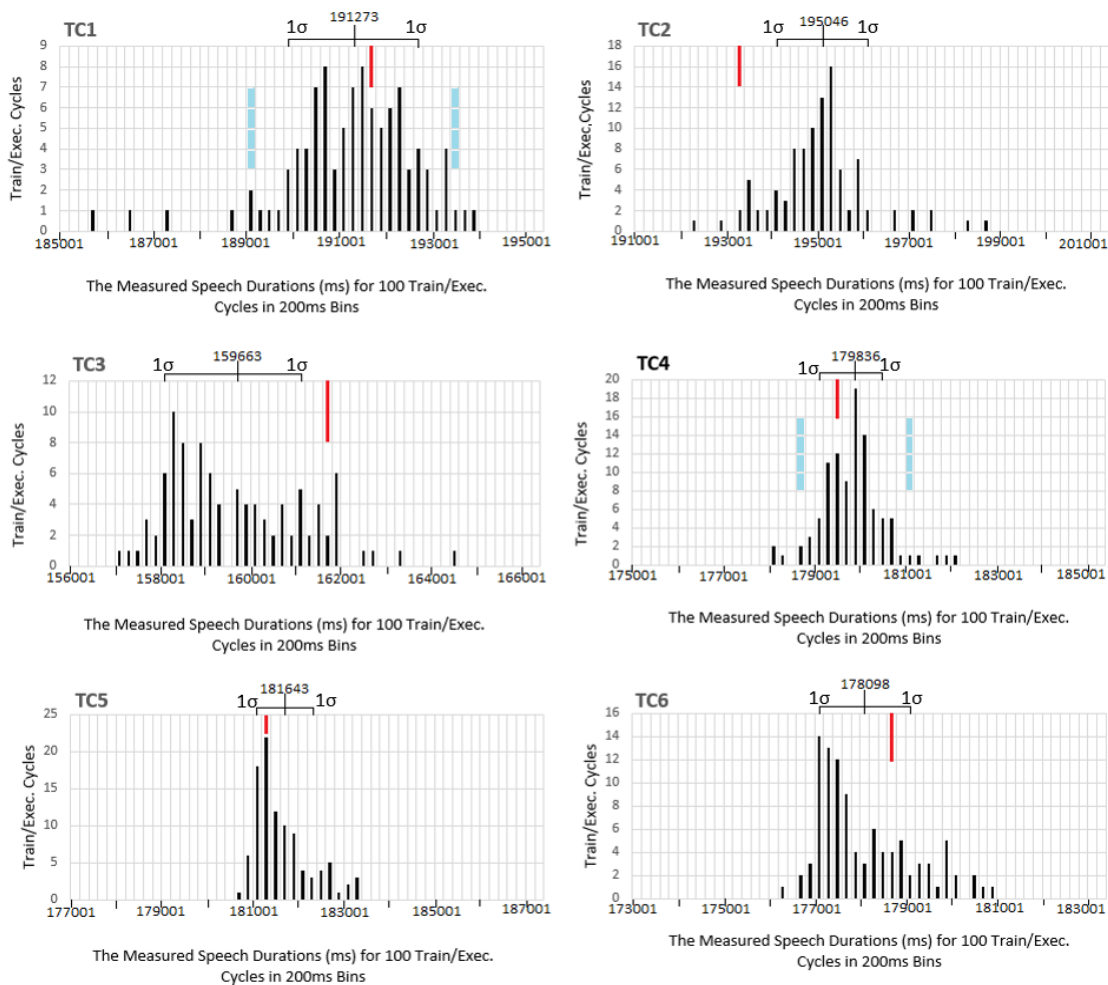 TC1
1σ 191273 1σ
9
8
7
6
5
4
3
2
1
0
Train/Exec. Cycles
185001 187001 189001 191001 193001 195001
The Measured Speech Durations (ms) for 100 Train/Exec.
Cycles in 200ms Bins
TC2
1σ 195046 1σ
18
16
14
12
10
8
6
4
2
0
Train/Exec,Cycles
191001 193001 195001 197001 199001 201001
The Measured Speech Durations (ms) for 100 Train/Exec.
Cycles in 200ms Bins
TC3
1σ 159663 1σ
12
10
8
6
4
2
0
Train/Exec. Cycles
156001 158001 160001 162001 164001 166001
The Measured Speech Durations (ms) for 100 Train/Exec.
Cycles in 200ms Bins
TC4
1σ 179836 1σ
20
18
16
14
12
10
8
6
4
2
0
Train/Exec. Cycles
175001 177001 179001 181001 183001 185001
The Measured Speech Durations (ms) for 100 Train/Exec.
Cycles in 200ms Bins
TC5
1σ 181643 1σ
25
20
15
10
5
0
Train/Exec. Cycles
177001 179001 181001 183001 185001 187001
The Measured Speech Durations (ms) for 100 Train/Exec.
Cycles in 200ms Bins
TC6
1σ 178098 1σ
16
14
12
10
8
6
4
2
0
Train/Exec. Cycles
173001 175001 177001 179001 181001 183001
The Measured Speech Durations (ms) for 100 Train/Exec.
Cycles in 200ms Bins